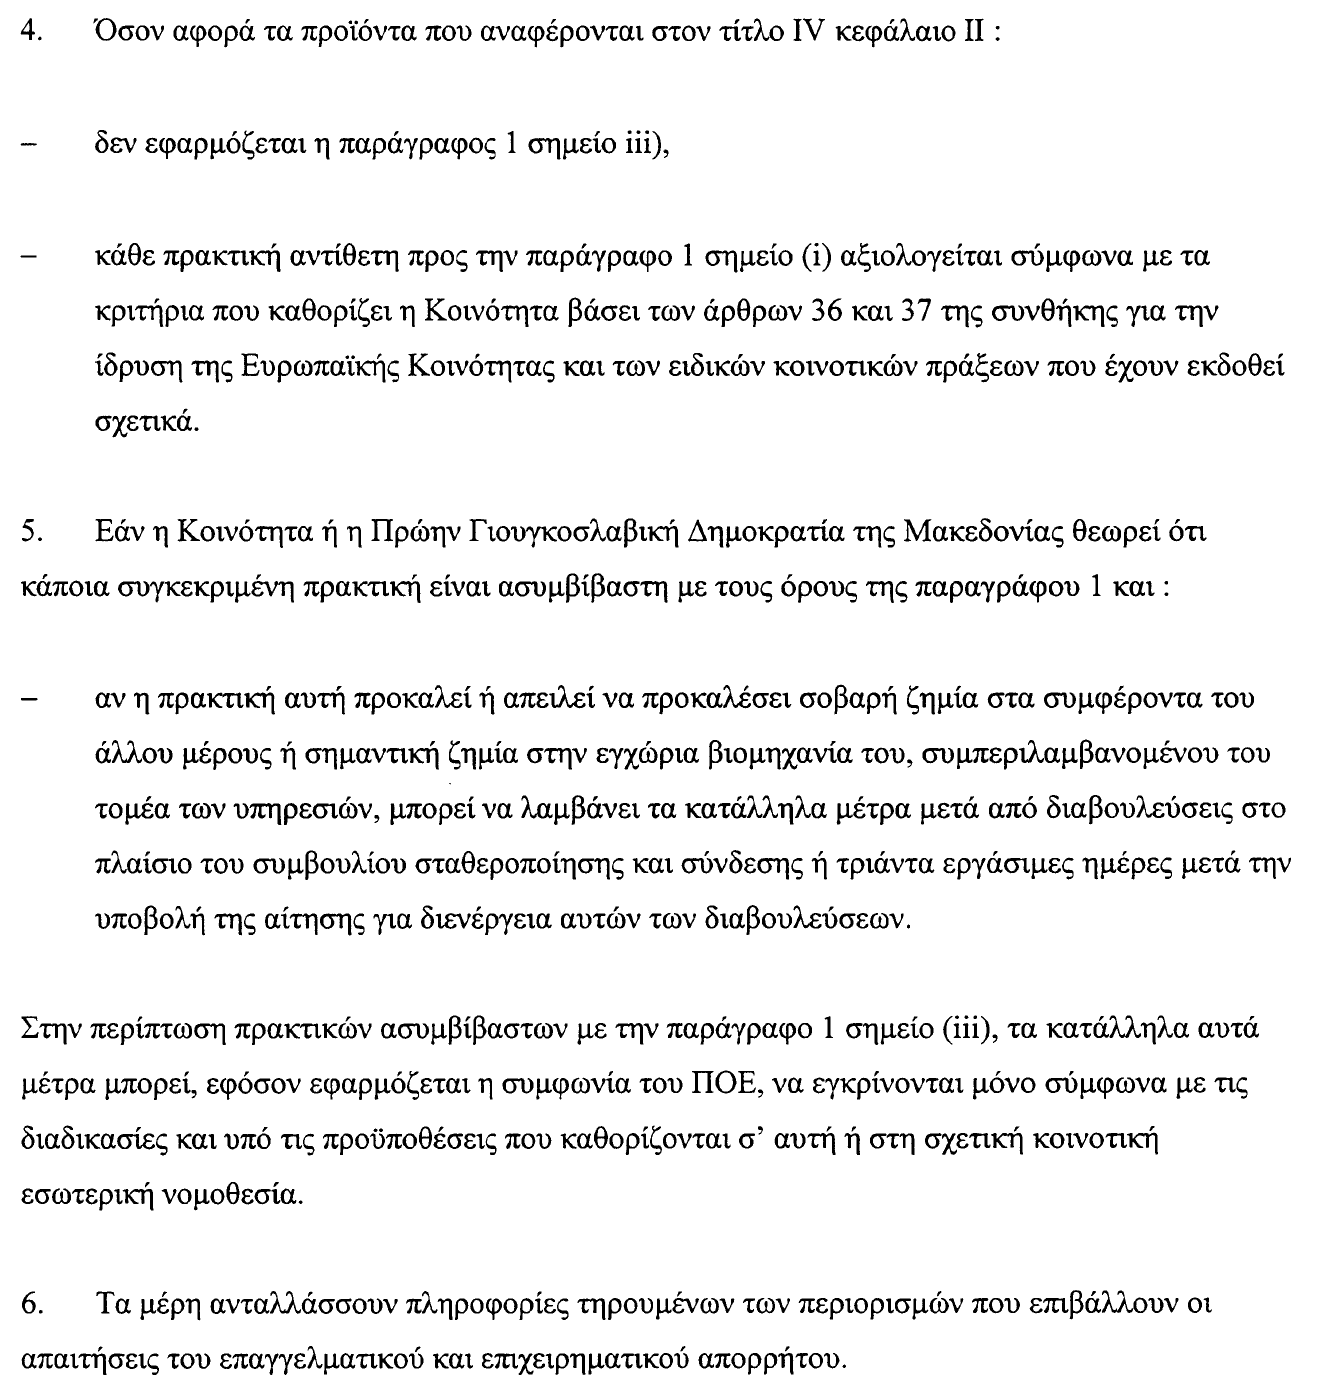 4. Όσον αφορά τα προϊόντα που αναφέρονται στον τίτλο IV κεφάλαιο II :
– δεν εφαρμόζεται η παράγραφος 1 σημείο iii),
– κάθε πρακτική αντίθετη προς την παράγραφο 1 σημείο (i) αξιολογείται σύμφωνα με τα
κριτήρια που καθορίζει η Κοινότητα βάσει των άρθρων 36 και 37 της συνθήκης για την
ίδρυση της Ευρωπαϊκής Κοινότητας και των ειδικών κοινοτικών πράξεων που έχουν εκδοθεί
σχετικά.
5. Εάν η Κοινότητα ή η Πρώην Γιουγκοσλαβική Δημοκρατία της Μακεδονίας θεωρεί ότι
κάποια συγκεκριμένη πρακτική είναι ασυμβίβαστη με τους όρους της παραγράφου 1 και :
– αν η πρακτική αυτή προκαλεί ή απειλεί να προκαλέσει σοβαρή ζημία στα συμφέροντα του
άλλου μέρους ή σημαντική ζημία στην εγχώρια βιομηχανία του, συμπεριλαμβανομένου του
τομέα των υπηρεσιών, μπορεί να λαμβάνει τα κατάλληλα μέτρα μετά από διαβουλεύσεις στο
πλαίσιο του συμβουλίου σταθεροποίησης και σύνδεσης ή τριάντα εργάσιμες ημέρες μετά την
υποβολή της αίτησης για διενέργεια αυτών των διαβουλεύσεων.
Στην περίπτωση πρακτικών ασυμβίβαστων με την παράγραφο 1 σημείο (iii), τα κατάλληλα αυτά
μέτρα μπορεί, εφόσον εφαρμόζεται η συμφωνία του ΠΟΕ, να εγκρίνονται μόνο σύμφωνα με τις
διαδικασίες και υπό τις προϋποθέσεις που καθορίζονται σ’ αυτή ή στη σχετική κοινοτική
εσωτερική νομοθεσία.
6. Τα μέρη ανταλλάσσουν πληροφορίες τηρουμένων των περιορισμών που επιβάλλουν οι
απαιτήσεις του επαγγελματικού και επιχειρηματικού απορρήτου.